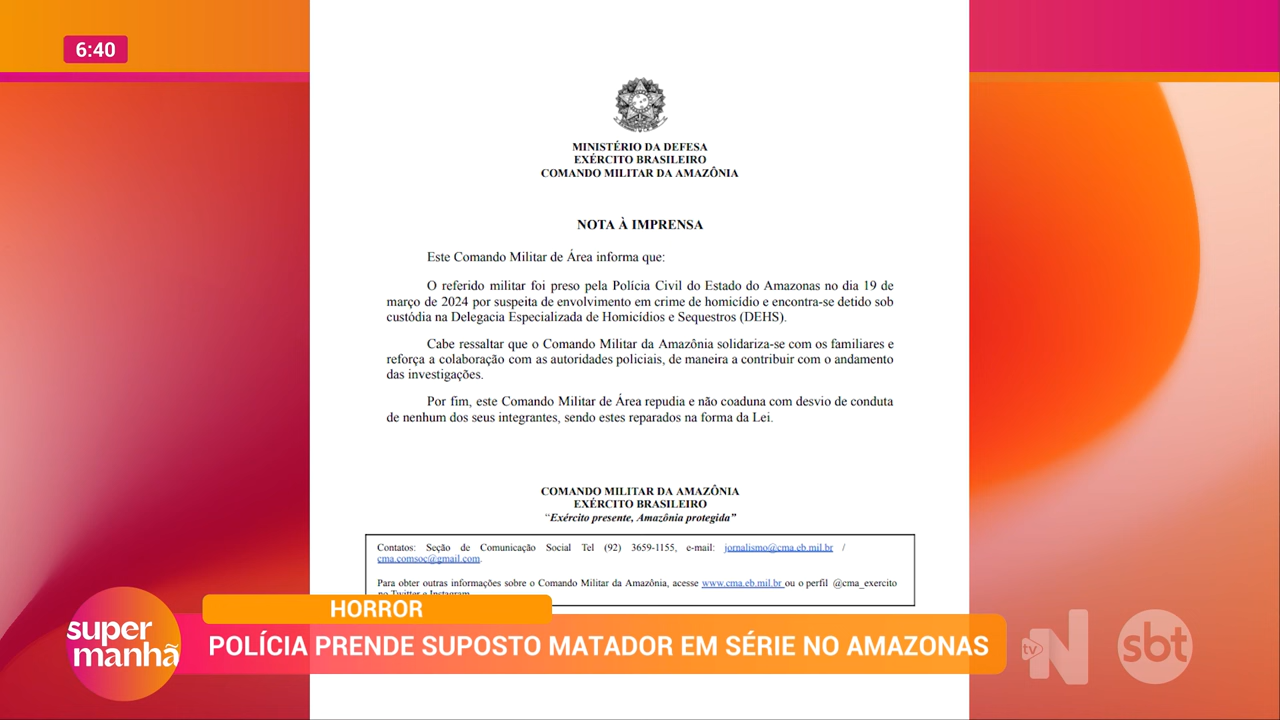 6:40
MINISTÉRIO DA DEFESA
EXÉRCITO BRASILEIRO
COMANDO MILITAR DA AMAZÔNIA
NOTA À IMPRENSA
Este Comando Militar de Área informa que:
O referido militar foi preso pela Polícia Civil do Estado do Amazonas no dia 19 de
março de 2024 por suspeita de envolvimento em crime de homicídio e encontra-se detido sob
custódia na Delegacia Especializada de Homicídios e Sequestros (DEHS).
Cabe ressaltar que o Comando Militar da Amazônia solidariza-se com os familiares e
reforça a colaboração com as autoridades policiais, de maneira a contribuir com o andamento
das investigações.
Por fim, este Comando Militar de Área repudia e não coaduna com desvio de conduta
de nenhum dos seus integrantes, sendo estes reparados na forma da Lei.
COMANDO MILITAR DA AMAZÔNIA
EXÉRCITO BRASILEIRO
“Exército presente, Amazônia protegida”
Contatos: Seção de Comunicação Social Tel (92) 3659-1155, e-mail: jornalismo@cma.eb.mil.br /
cma.comsoc@gmail.com.
Para obter outras informações sobre o Comando Militar da Amazônia, acesse www.cma.eb.mil.br ou o perfil @cma_exercito
no Twitter e Instagram
HORROR
POLÍCIA PRENDE SUPOSTO MATADOR EM SÉRIE NO AMAZONAS
super
manhã
tv N
sbt